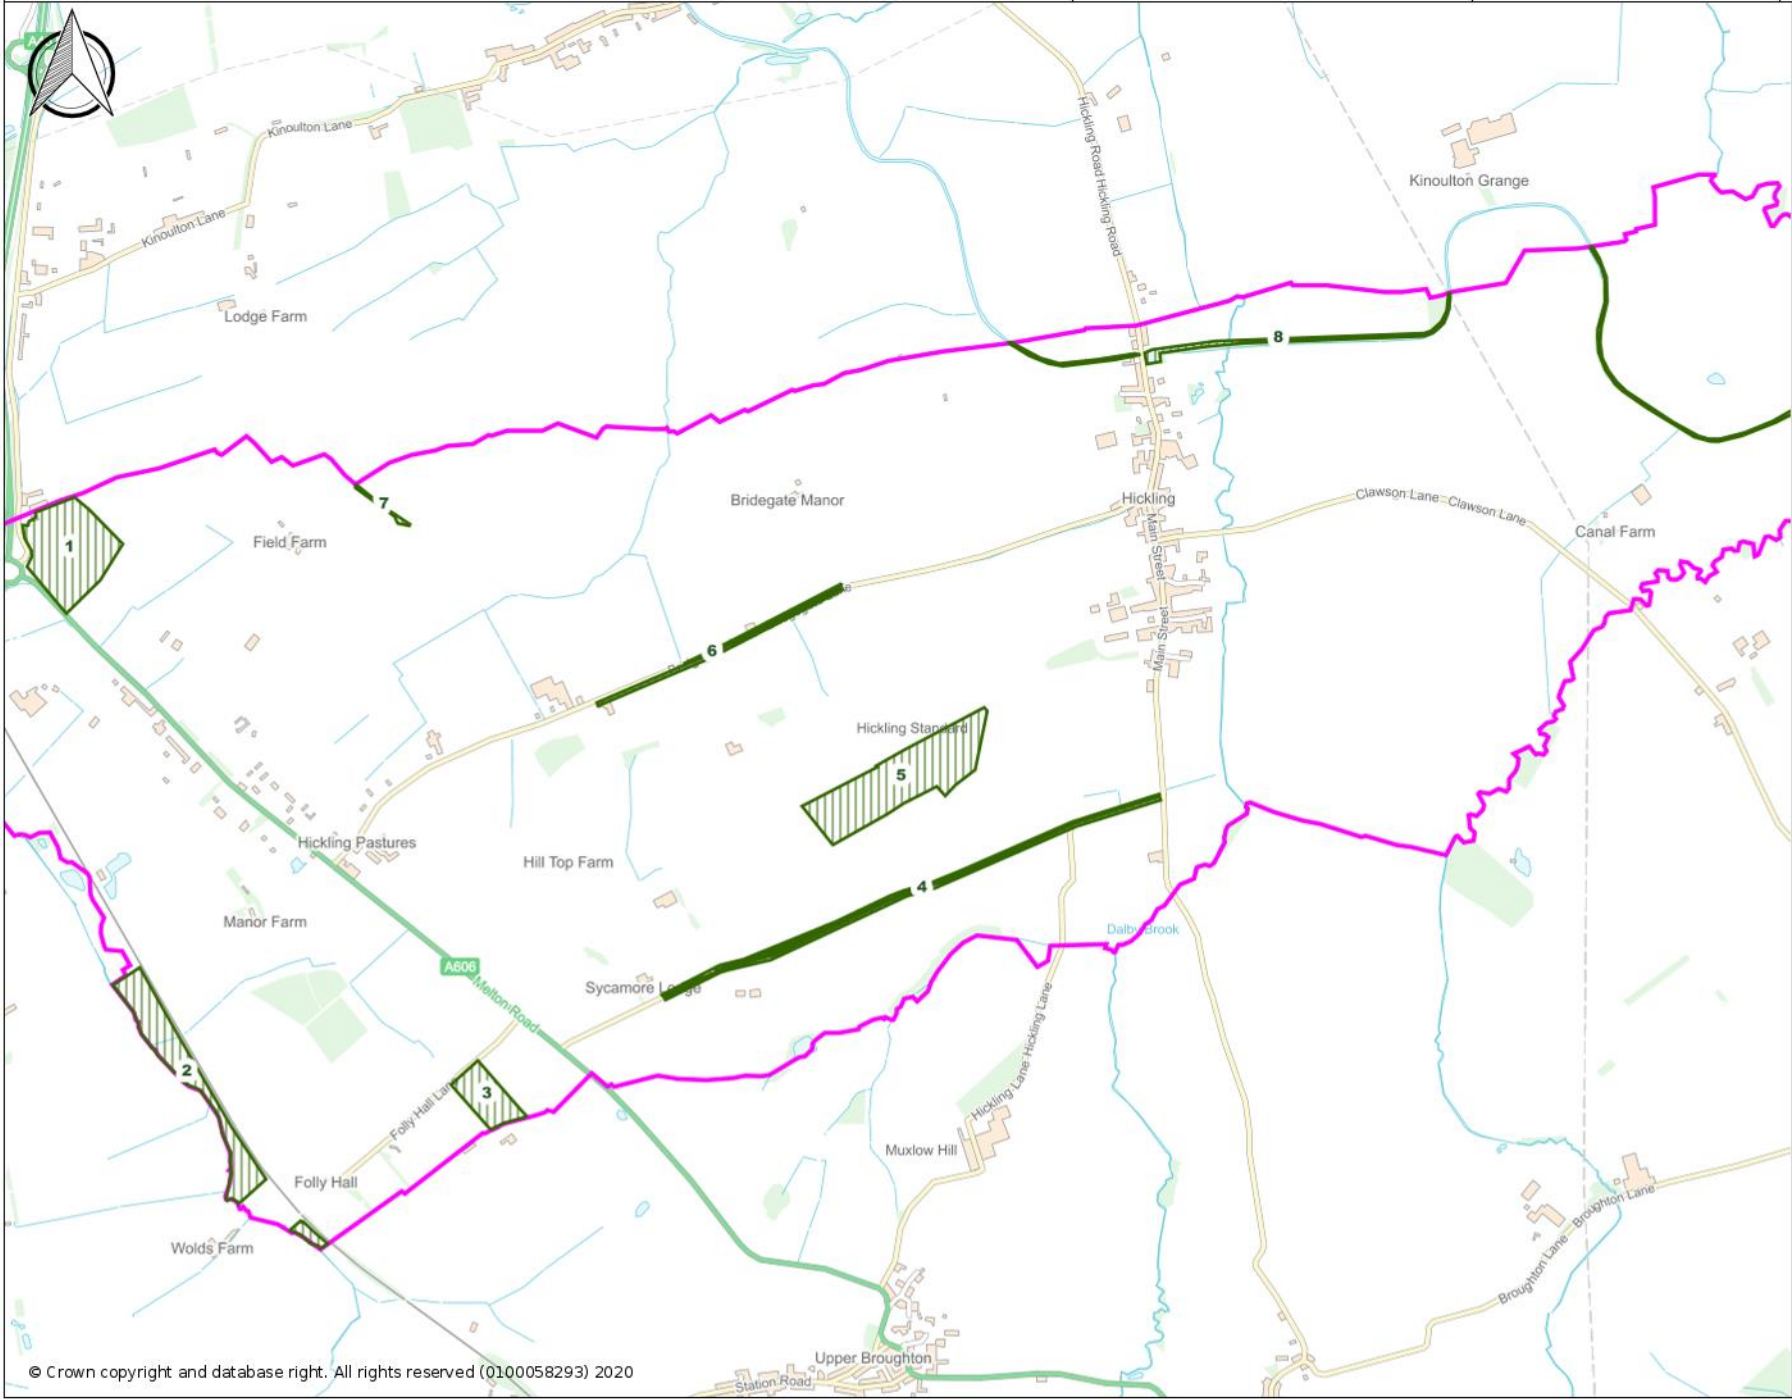 Kinoulton Lane
Kinoulton Lane
Hickling Road Hickling Road
Kinoulton Grange
Lodge Farm
8
7
Bridegate Manor
Hickling
Clawson Lane Clawson Lane
1
Field Farm
Canal Farm
Main Street
Main Street
6
Hickling Standard
5
Hickling Pastures
Hill Top Farm
4
Manor Farm
Dalby Brook
A606
Melton Road
Sycamore Lodge
2
3
Folly Hall Lane
Hickling Lane Hickling Lane
Muxlow Hill
Folly Hall
Wolds Farm
Broughton Lane
Broughton Lane
Upper Broughton
Station Road
© Crown copyright and database right. All rights reserved (0100058293) 2020